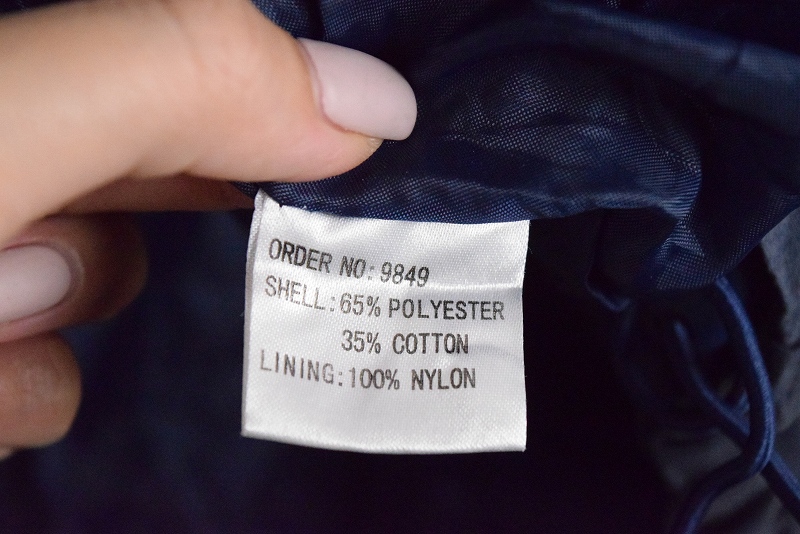 ORDER NO: 9849
SHELL: 65% POLYESTER
35% COTTON
LINING: 100% NYLON